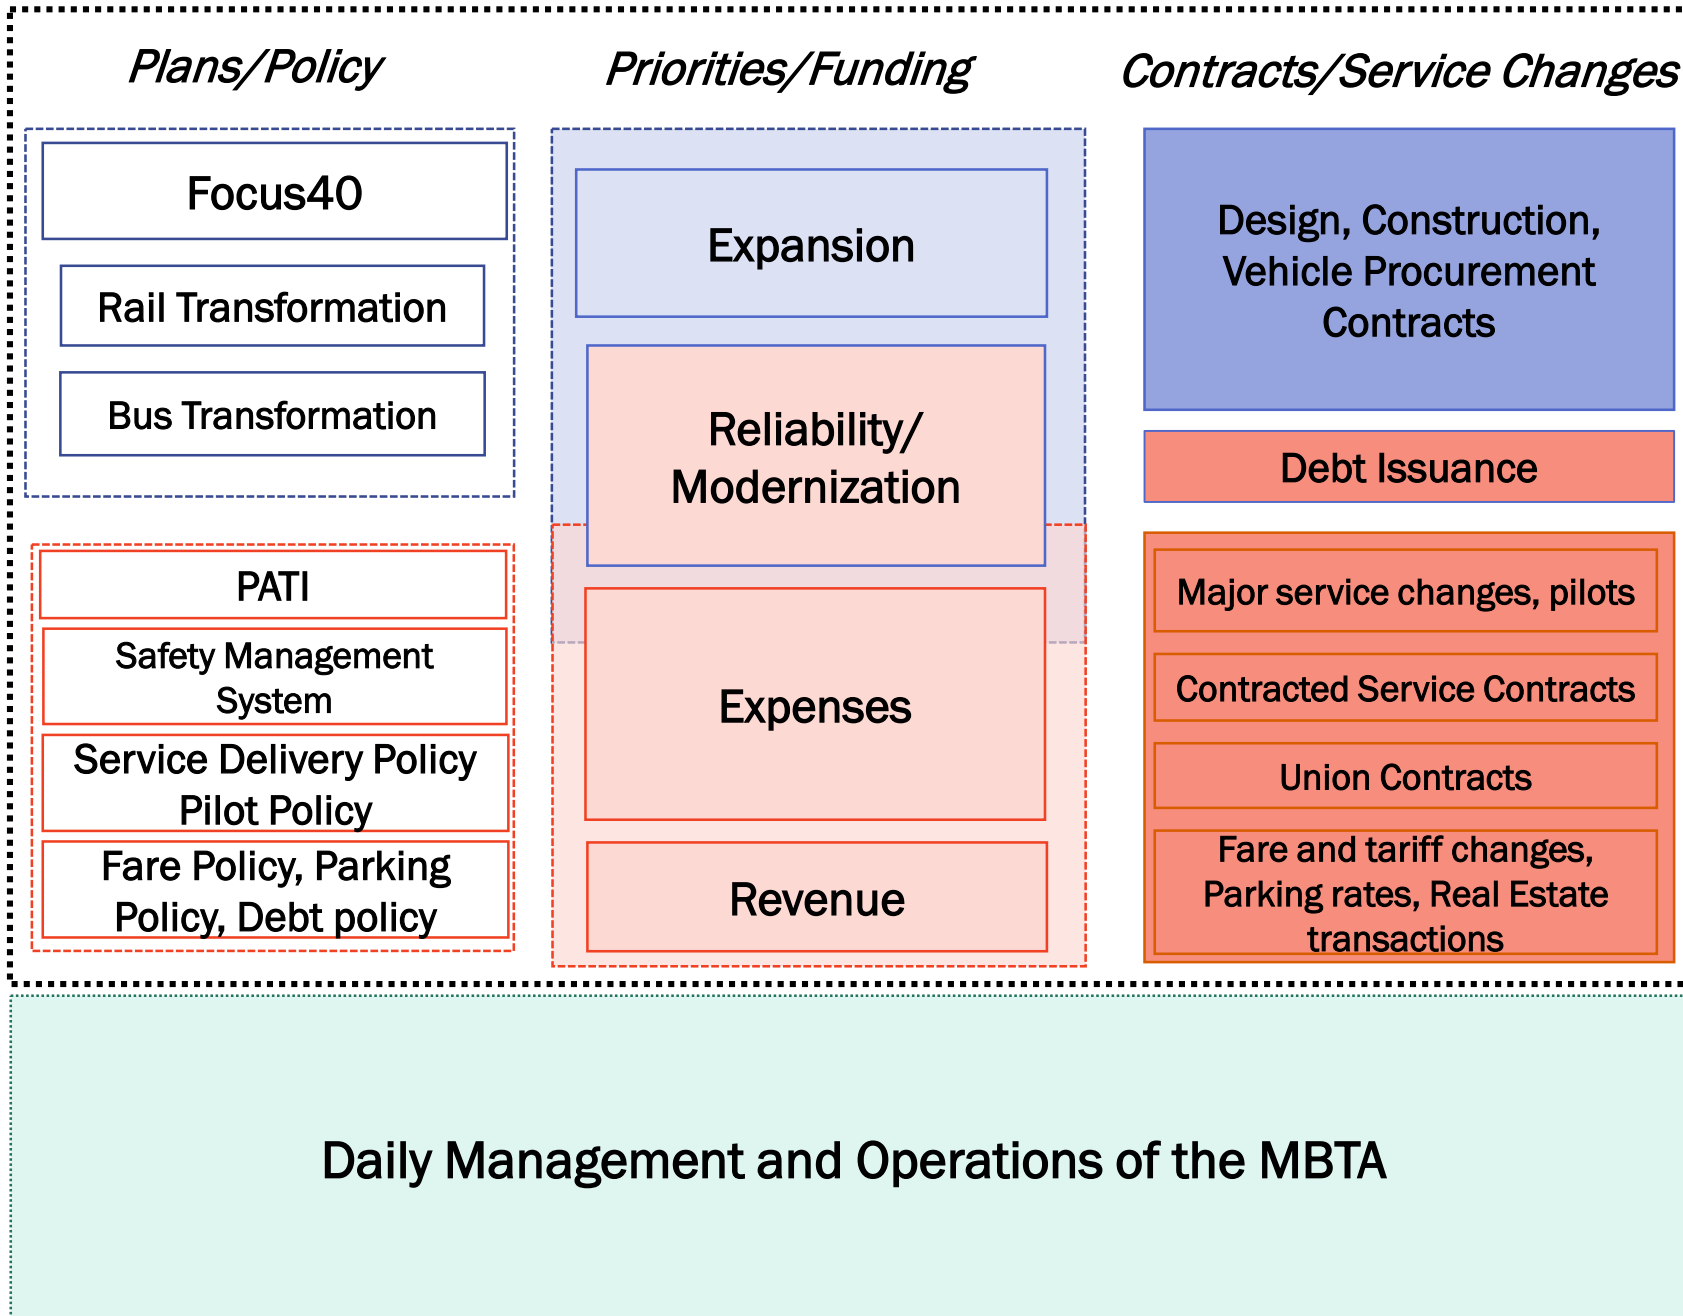 Plans/Policy
Focus40
Rail Transformation
Bus Transformation
PATI
Safety Management
System
Service Delivery Policy
Pilot Policy
Fare Policy, Parking
Policy, Debt policy
Priorities/Funding
Expansion
Reliability/
Modernization
Expenses
Revenue
Contracts/Service Changes
Design, Construction,
Vehicle Procurement
Contracts
Debt Issuance
Major service changes, pilots
Contracted Service Contracts
Union Contracts
Fare and tariff changes,
Parking rates, Real Estate
transactions
Daily Management and Operations of the MBTA